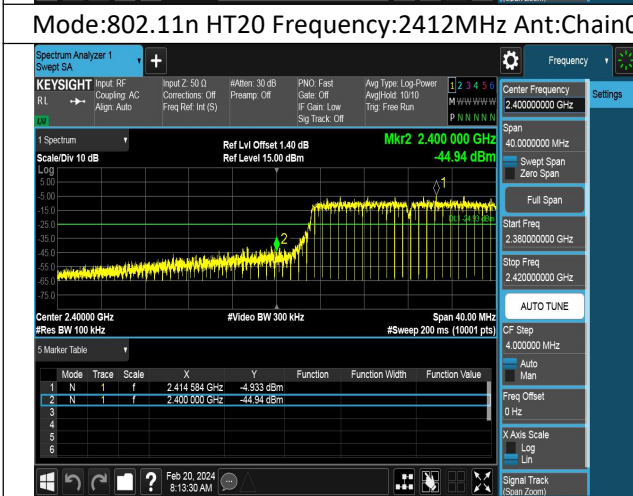 Mode:802.11n HT20 Frequency:2412MHz Ant:Chain0
Spectrum Analyzer 1
Swept SA
Frequency
KEYSIGHT
RL
Input: RF
Coupling: AC
Align: Auto
Input Z: 50 Ω
Corrections: Off
Freq Ref: Int (S)
#Atten: 30 dB
Preamp: Off
PNO: Fast
Gate: Off
IF Gain: Low
Sig Track: Off
Avg Type: Log-Power
Avg|Hold: 10/10
Trig: Free Run
1 2 3 4 5 6
M W W W W W
P N N N N N
Center Frequency
2.400000000 GHz
Settings
Span
40.0000000 MHz
Swept Span
Zero Span
Full Span
Start Freq
2.380000000 GHz
Stop Freq
2.420000000 GHz
AUTO TUNE
CF Step
4.000000 MHz
Auto
Man
Freq Offset
0 Hz
X Axis Scale
Log
Lin
Signal Track
(Span Zoom)
1 Spectrum
Scale/Div 10 dB
Ref Lvl Offset 1.40 dB
Ref Level 15.00 dBm
Mkr2 2.400 000 GHz
-44.94 dBm
Log
5.00
-5.00
-15.0
-25.0
-35.0
-45.0
-55.0
-65.0
-75.0
1
2
DL1 -24.93 dBm
Center 2.40000 GHz
#Res BW 100 kHz
#Video BW 300 kHz
Span 40.00 MHz
#Sweep 200 ms (10001 pts)
5 Marker Table
Mode Trace Scale X Y Function Function Width Function Value
1 N 1 f 2.414 584 GHz -4.933 dBm
2 N 1 f 2.400 000 GHz -44.94 dBm
3
4
5
6
Feb 20, 2024
8:13:30 AM